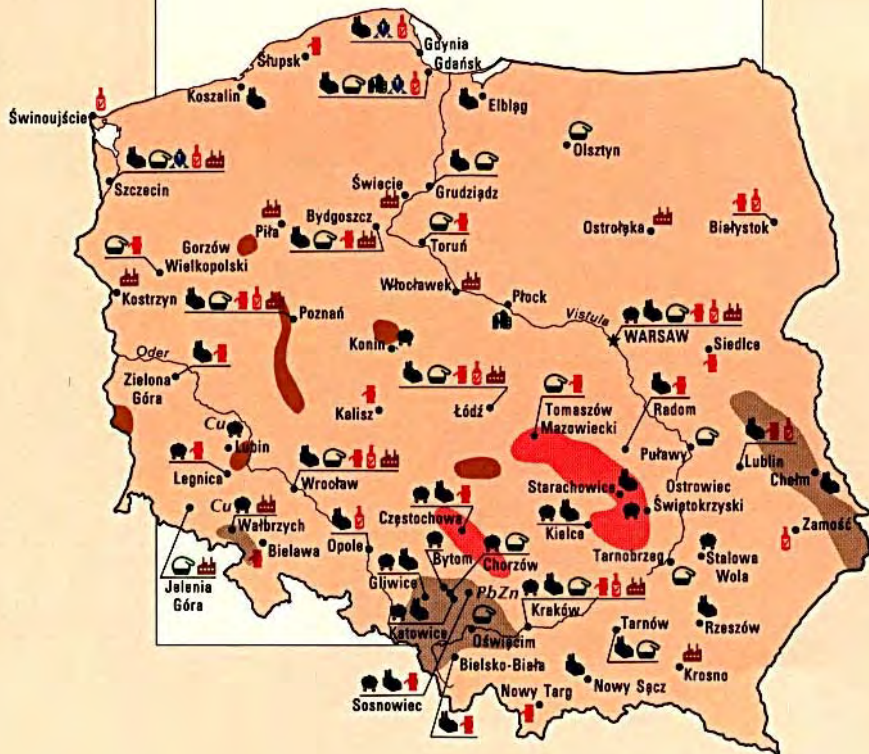 Gdynia
Słupsk
Gdańsk
Koszalin
Elbląg
Świnoujście
Olsztyn
Szczecin
Świecie
Grudziądz
Piła
Bydgoszcz
Ostrołęka
Białystok
Gorzów
Wielkopolski
Toruń
Kostrzyn
Włocławek
Płock
Vistula
Poznań
WARSAW
Siedlce
Konin
Oder
Zielona
Góra
Kalisz
Łódź
Tomaszów
Mazowiecki
Radom
Cu
Lubin
Puławy
Lublin
Chełm
Legnica
Wrocław
Starachowice
Ostrowiec
Świętokrzyski
Cu
Wałbrzych
Częstochowa
Kielce
Zamość
Bielawa
Opole
Bytom
Chorzów
Tarnobrzeg
Stalowa
Wola
Jelenia
Góra
Gliwice
PbZn
Kraków
Katowice
Oświęcim
Tarnów
Rzeszów
Bielsko-Biała
Krosno
Sosnowiec
Nowy Targ
Nowy Sącz